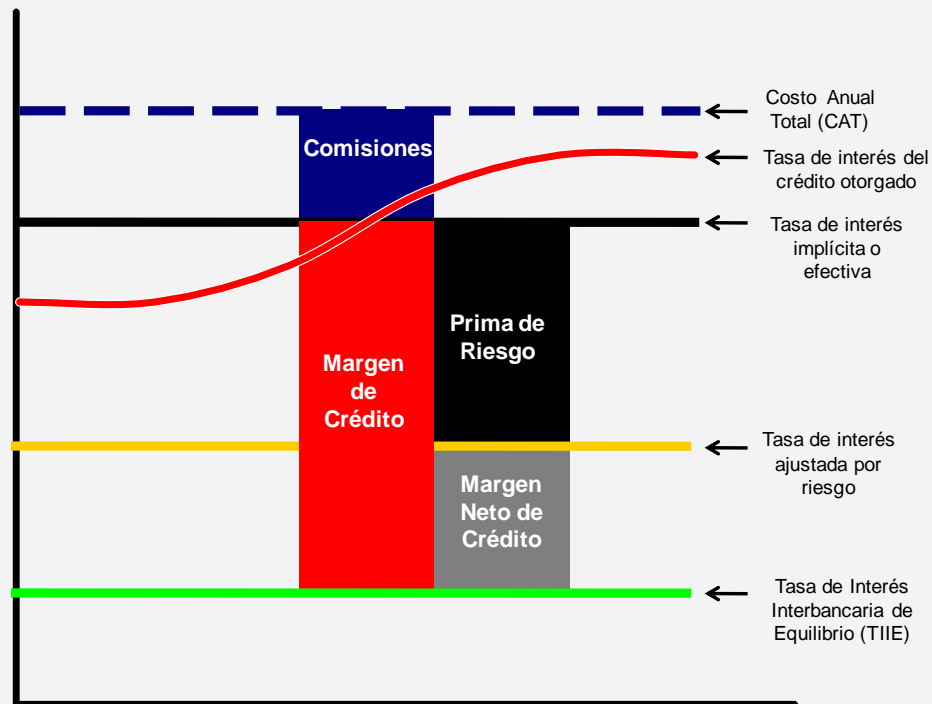 Costo Anual
Total (CAT)
Comisiones
Tasa de interés del
crédito otorgado
Tasa de interés
implícita o
efectiva
Prima de
Riesgo
Margen
de
Crédito
Tasa de interés
ajustada por
riesgo
Margen
Neto de
Crédito
Tasa de Interés
Interbancaria de
Equilibrio (TIIE)